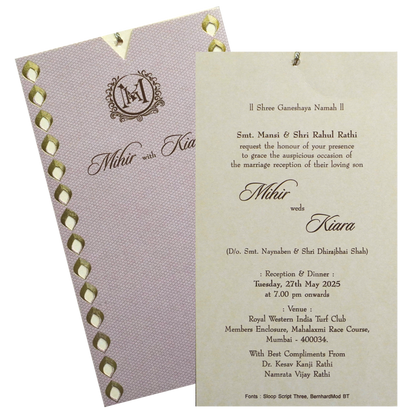 M M
Mihir with Kia
|| Shree Ganeshaya Namah ||
Smt. Mansi & Shri Rahul Rathi
request the honour of your presence
to grace the suspicious occasion of
the marriage reception of their loving son
Mihir
weds
Kiara
(D/o. Smt. Naynaben & Shri Dhirajbhai Shah)
: Reception & Dinner :
Tuesday, 27th May 2025
at 7.00 pm onwards
: Venue :
Royal Western India Turf Club
Members Enclosure, Mahalaxmi Race Course,
Mumbai - 400034.
With Best Compliments From
Dr. Kesav Kanji Rathi
Namrata Vijay Rathi
Fonts : Sloop Script Three, BernhardMod BT